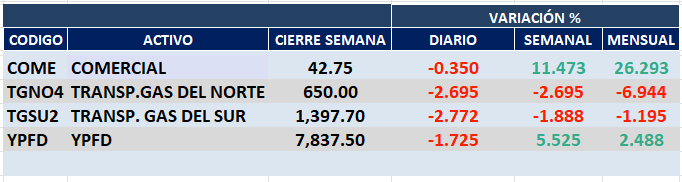 VARIACIÓN %
CODIGO ACTIVO CIERRE SEMANA DIARIO SEMANAL MENSUAL
COME COMERCIAL 42.75 -0.350 11.473 26.293
TGNO4 TRANSP.GAS DEL NORTE 650.00 -2.695 -2.695 -6.944
TGSU2 TRANSP. GAS DEL SUR 1,397.70 -2.772 -1.888 -1.195
YPFD YPFD 7,837.50 -1.725 5.525 2.488